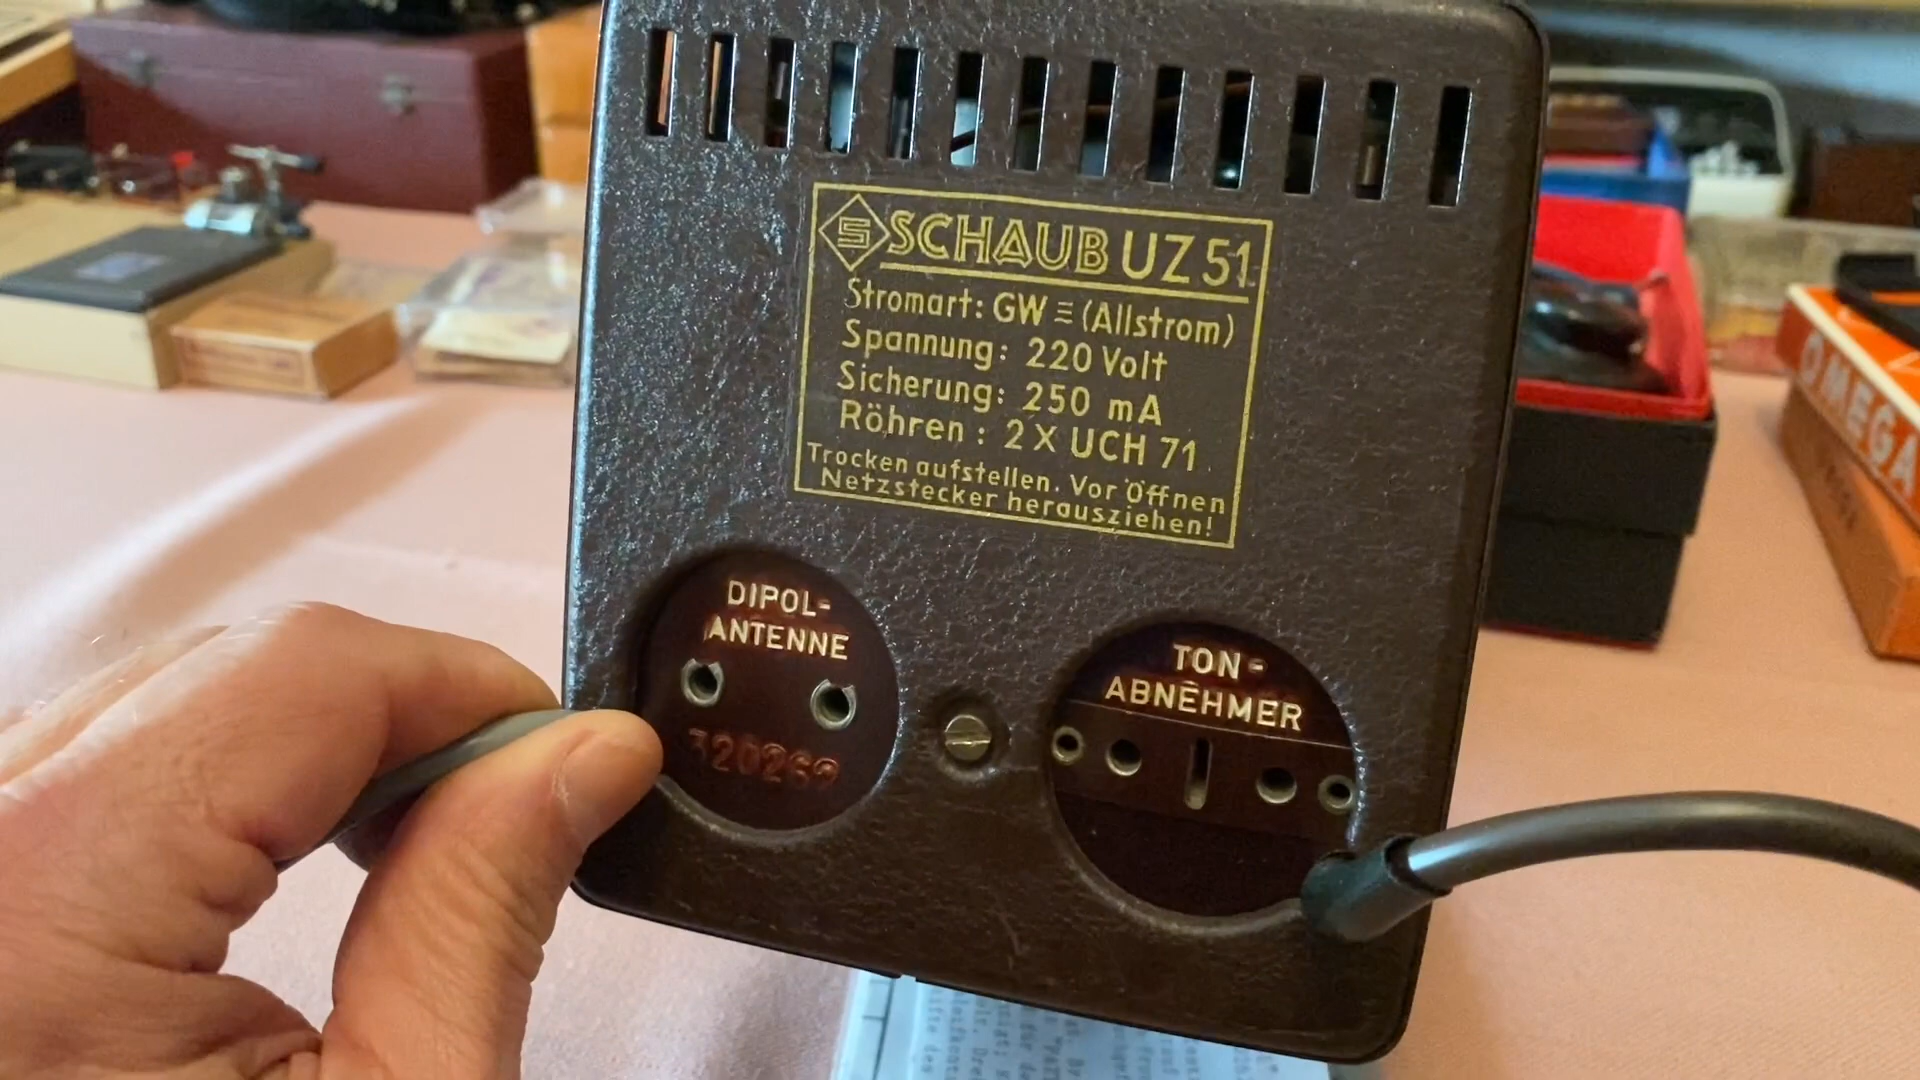 S SCHAUB UZ 51
Stromart: GW ≂ (Allstrom)
Spannung: 220 Volt
Sicherung: 250 mA
Röhren: 2 X UCH 71
Trocken aufstellen. Vor Öffnen
Netzstecker herausziehen!
DIPOL-
ANTENNE
320262
TON-
ABNEHMER
OMEGA